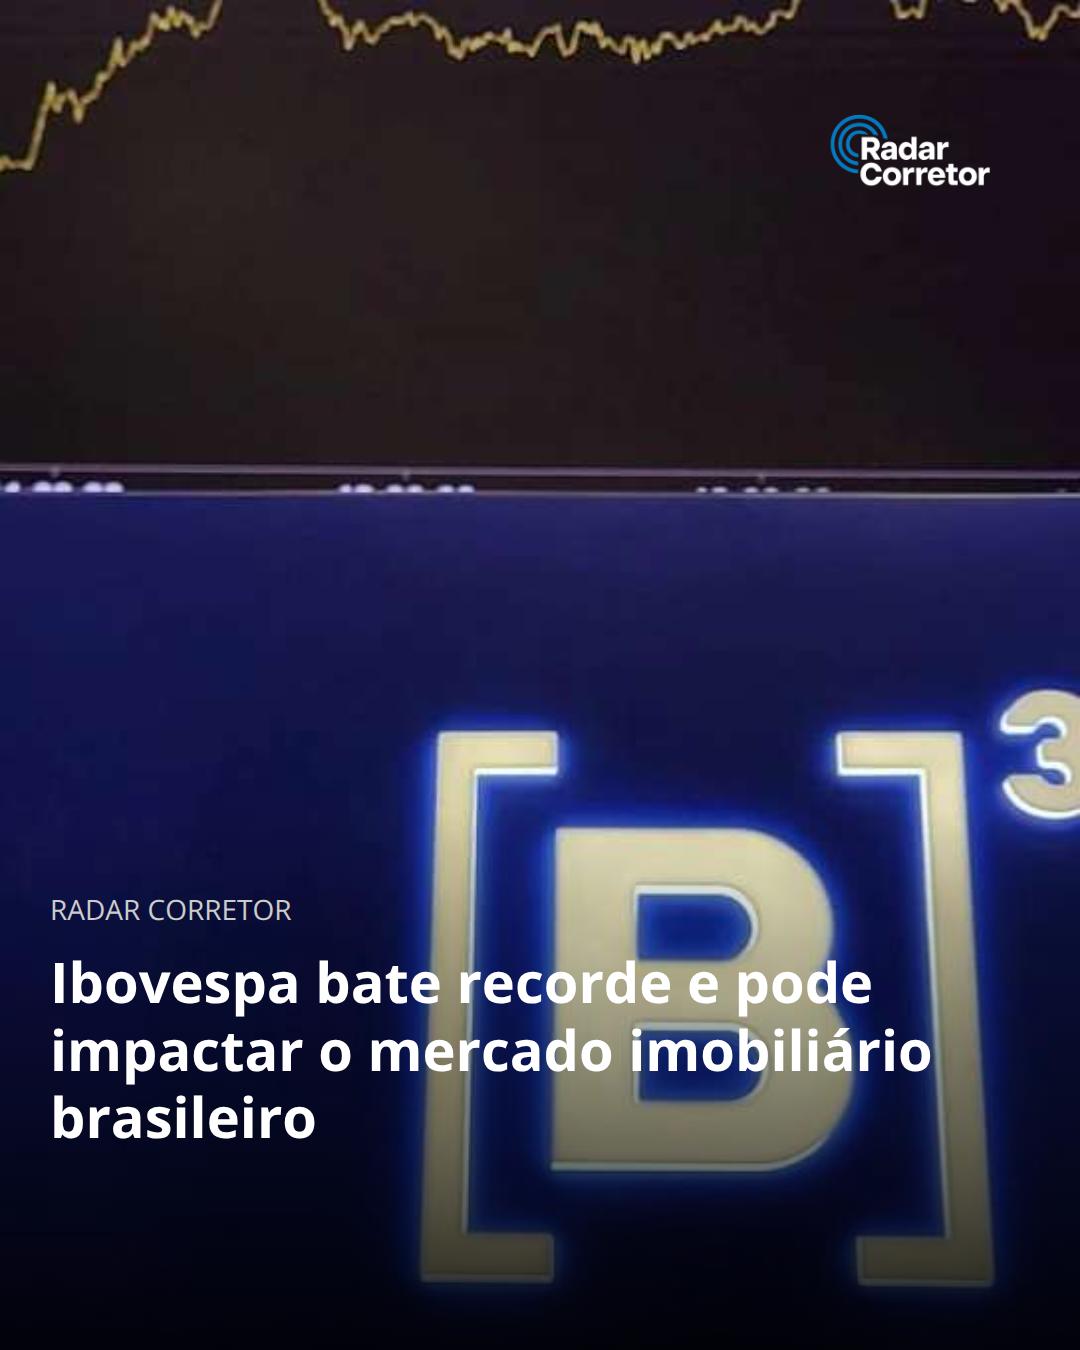 Radar
Corretor
[B]³
RADAR CORRETOR
Ibovespa bate recorde e pode
impactar o mercado imobiliário
brasileiro